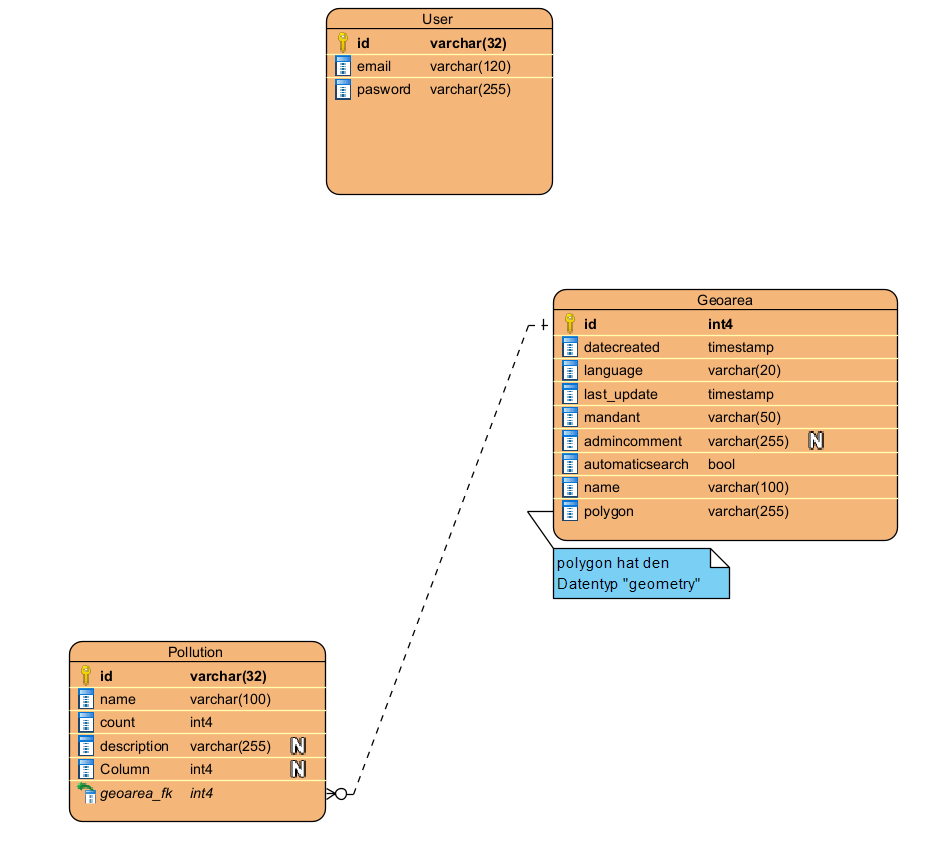 User
id varchar(32)
email varchar(120)
pasword varchar(255)
Geoarea
id int4
datecreated timestamp
language varchar(20)
last_update timestamp
mandant varchar(50)
admincomment varchar(255) N
automaticsearch bool
name varchar(100)
polygon varchar(255)
polygon hat den
Datentyp "geometry"
Pollution
id varchar(32)
name varchar(100)
count int4
description varchar(255) N
Column int4 N
geoarea_fk int4